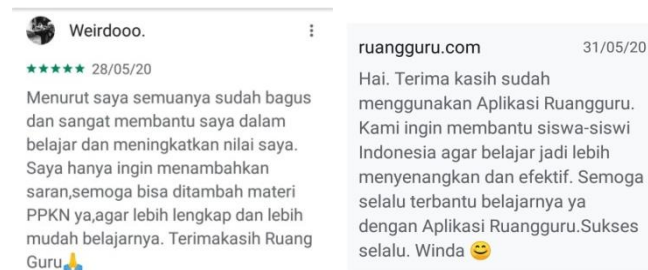 Weirdooo.
★★★★★ 28/05/20
Menurut saya semuanya sudah bagus
dan sangat membantu saya dalam
belajar dan meningkatkan nilai saya.
Saya hanya ingin menambahkan
saran,semoga bisa ditambah materi
PPKN ya,agar lebih lengkap dan lebih
mudah belajarnya. Terimakasih Ruang
Guru🙏
ruangguru.com 31/05/20
Hai. Terima kasih sudah
menggunakan Aplikasi Ruangguru.
Kami ingin membantu siswa-siswi
Indonesia agar belajar jadi lebih
menyenangkan dan efektif. Semoga
selalu terbantu belajarnya ya
dengan Aplikasi Ruangguru.Sukses
selalu. Winda 😊